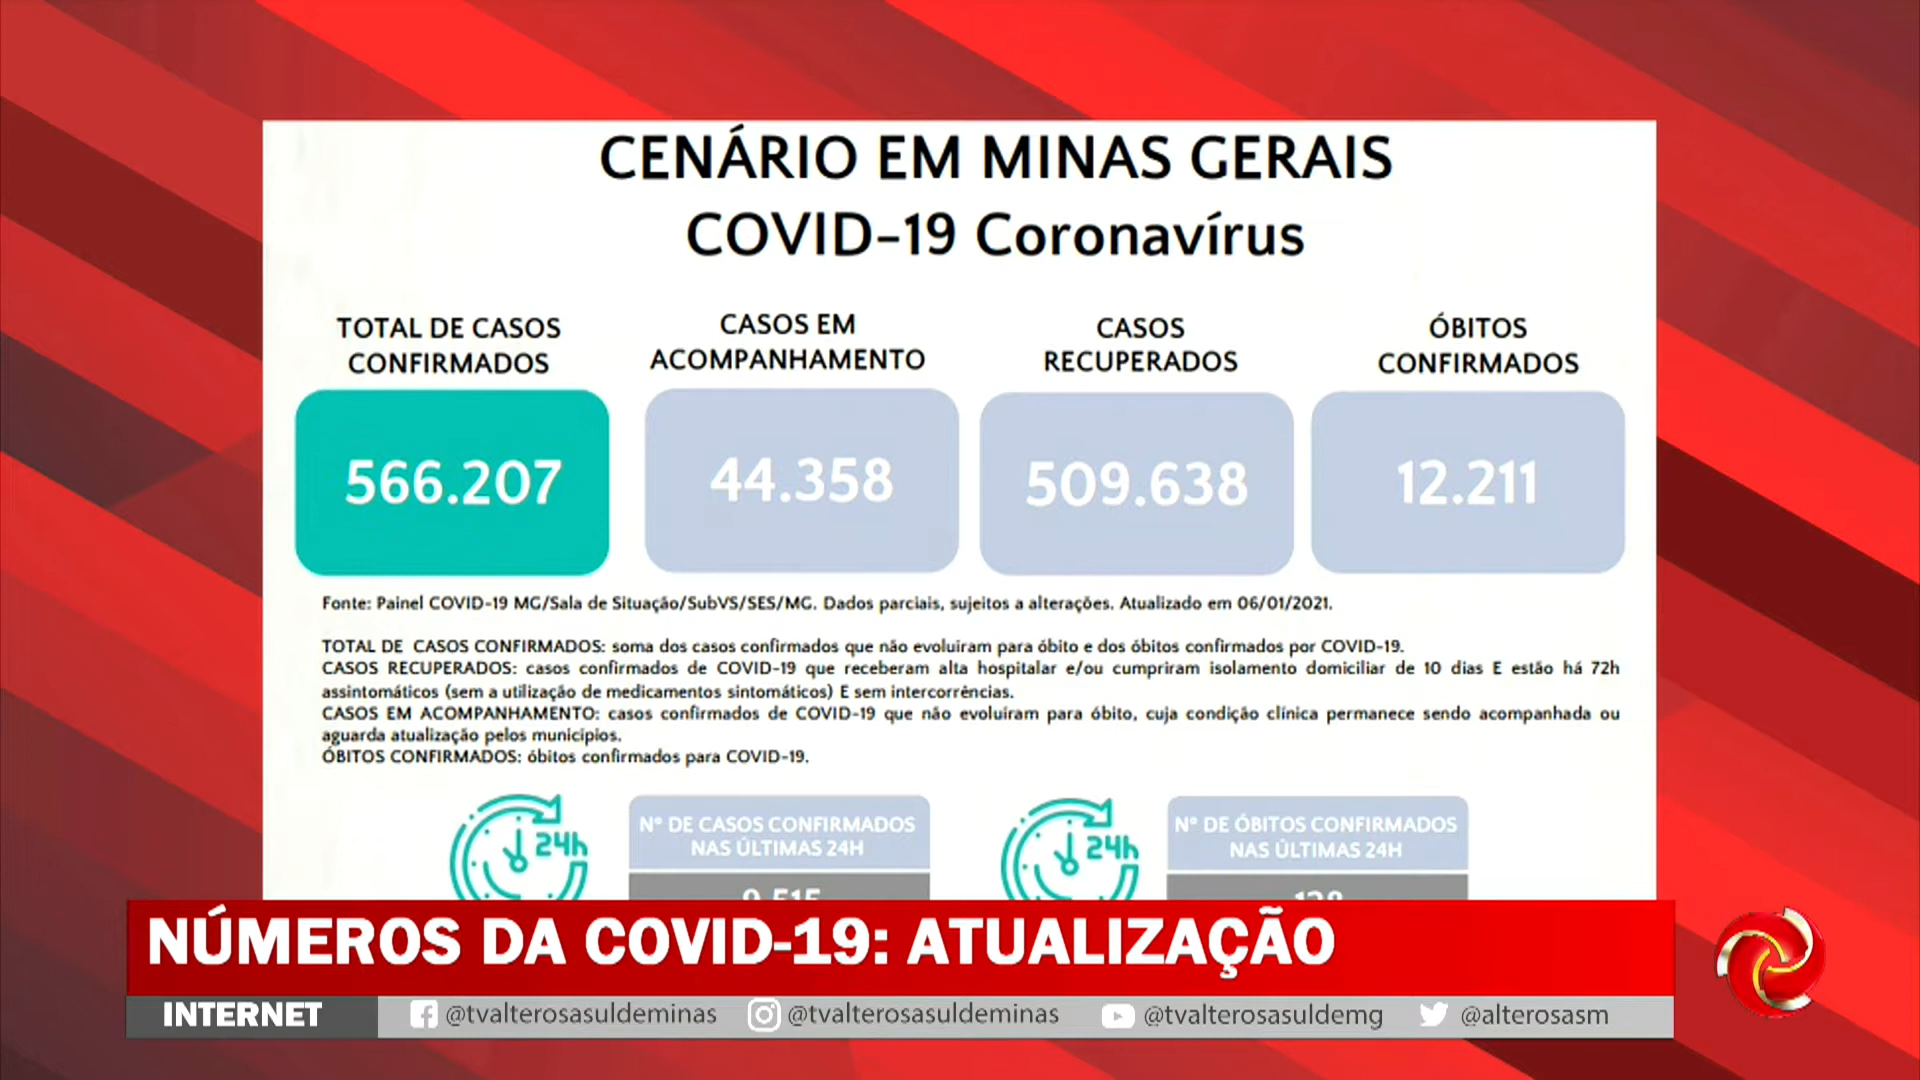 CENÁRIO EM MINAS GERAIS
COVID-19 Coronavírus
TOTAL DE CASOS
CONFIRMADOS
566.207
CASOS EM
ACOMPANHAMENTO
44.358
CASOS
RECUPERADOS
509.638
ÓBITOS
CONFIRMADOS
12.211
Fonte: Painel COVID-19 MG/Sala de Situação/SubVS/SES/MG. Dados parciais, sujeitos a alterações. Atualizado em 06/01/2021.
TOTAL DE CASOS CONFIRMADOS: soma dos casos confirmados que não evoluiram para óbito e dos óbitos confirmados por COVID-19.
CASOS RECUPERADOS: casos confirmados de COVID-19 que receberam alta hospitalar e/ou cumpriram isolamento domiciliar de 10 dias E estão há 72h
assintomáticos (sem a utilização de medicamentos sintomáticos) E sem intercorrências.
CASOS EM ACOMPANHAMENTO: casos confirmados de COVID-19 que não evoluiram para óbito, cuja condição clínica permanece sendo acompanhada ou
aguarda atualização pelos municípios.
ÓBITOS CONFIRMADOS: óbitos confirmados para COVID-19.
24h
Nº DE CASOS CONFIRMADOS
NAS ÚLTIMAS 24H
24h
Nº DE ÓBITOS CONFIRMADOS
NAS ÚLTIMAS 24H
NÚMEROS DA COVID-19: ATUALIZAÇÃO
INTERNET @tvalterosasuldeminas @tvalterosasuldeminas @tvalterosasuldemg @alterosasm